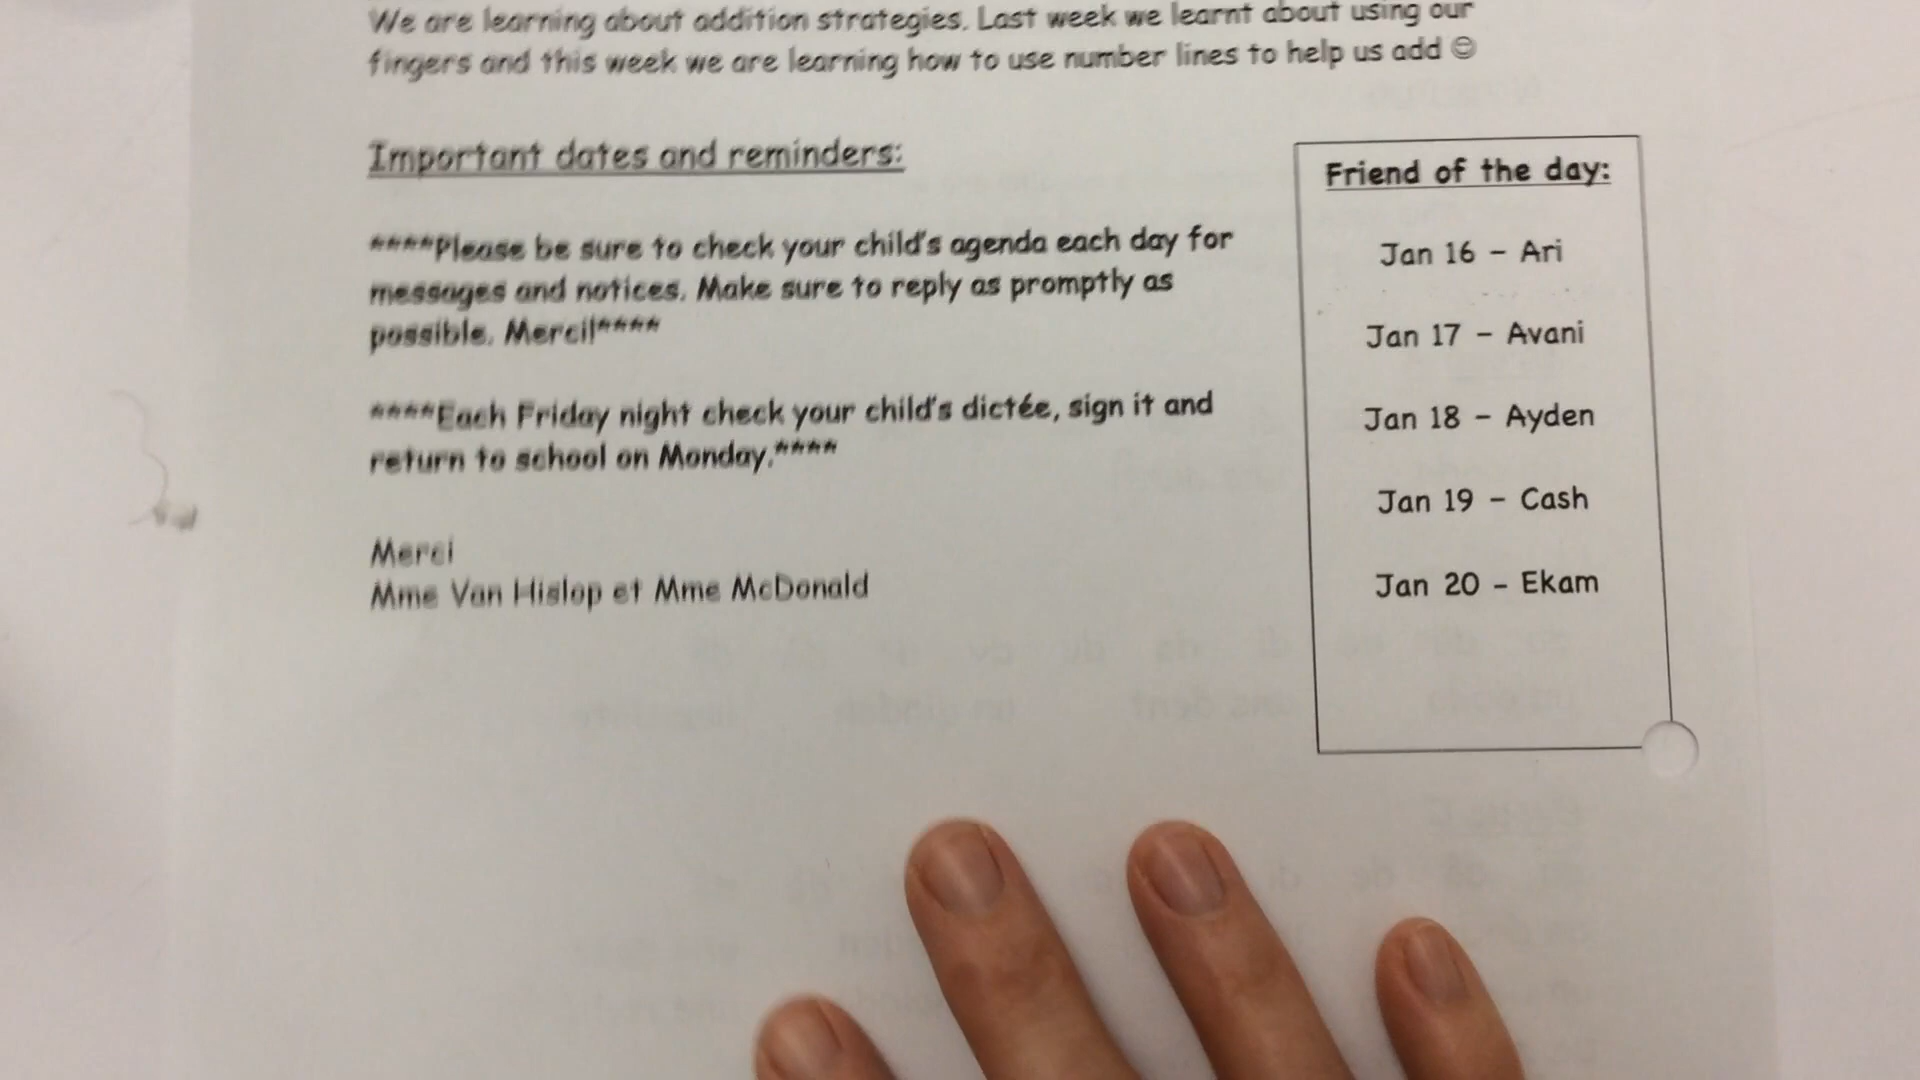 We are learning about addition strategies. Last week we learnt about using our
fingers and this week we are learning how to use number lines to help us add ☺
Important dates and reminders:
****Please be sure to check your child's agenda each day for
messages and notices. Make sure to reply as promptly as
possible. Merci!****
****Each Friday night check your child's dictée, sign it and
return to school on Monday.****
Merci
Mme Van Hislop et Mme McDonald
Friend of the day:
Jan 16 – Ari
Jan 17 – Avani
Jan 18 – Ayden
Jan 19 – Cash
Jan 20 – Ekam